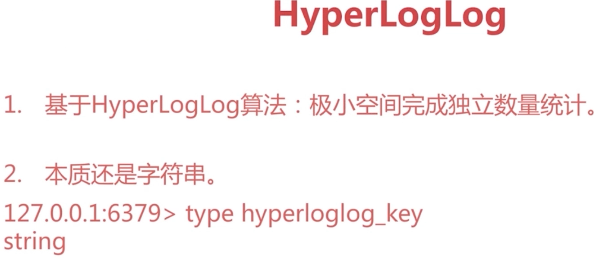 HyperLogLog
1. 基于HyperLogLog算法：极小空间完成独立数量统计。
2. 本质还是字符串。
127.0.0.1:6379> type hyperloglog_key
string